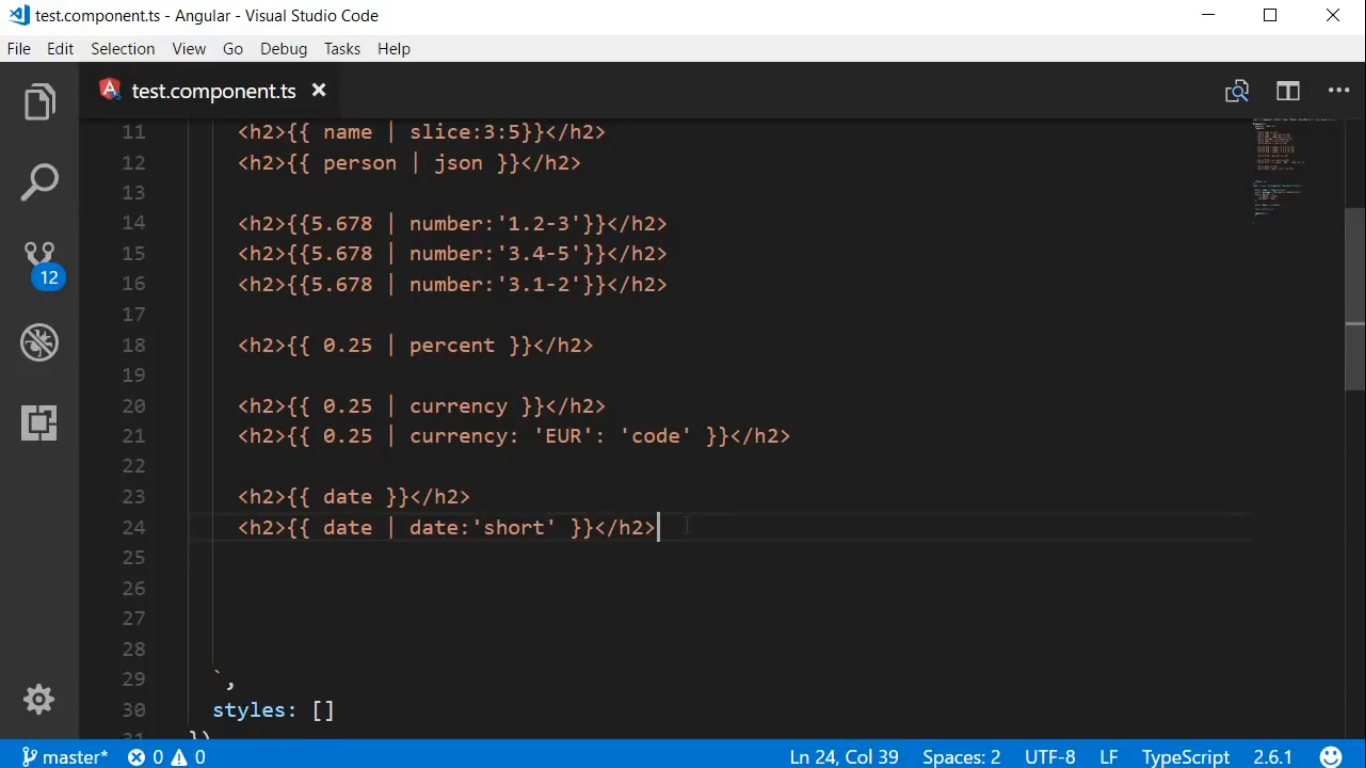 test.component.ts - Angular - Visual Studio Code
File Edit Selection View Go Debug Tasks Help
test.component.ts
11 <h2>{{ name | slice:3:5}}</h2>
12 <h2>{{ person | json }}</h2>
13
14 <h2>{{5.678 | number:'1.2-3'}}</h2>
15 <h2>{{5.678 | number:'3.4-5'}}</h2>
16 <h2>{{5.678 | number:'3.1-2'}}</h2>
17
18 <h2>{{ 0.25 | percent }}</h2>
19
20 <h2>{{ 0.25 | currency }}</h2>
21 <h2>{{ 0.25 | currency: 'EUR': 'code' }}</h2>
22
23 <h2>{{ date }}</h2>
24 <h2>{{ date | date:'short' }}</h2>
25
26
27
28
29 `,
30 styles: []
31 })
12
master* 0 0 Ln 24, Col 39 Spaces: 2 UTF-8 LF TypeScript 2.6.1